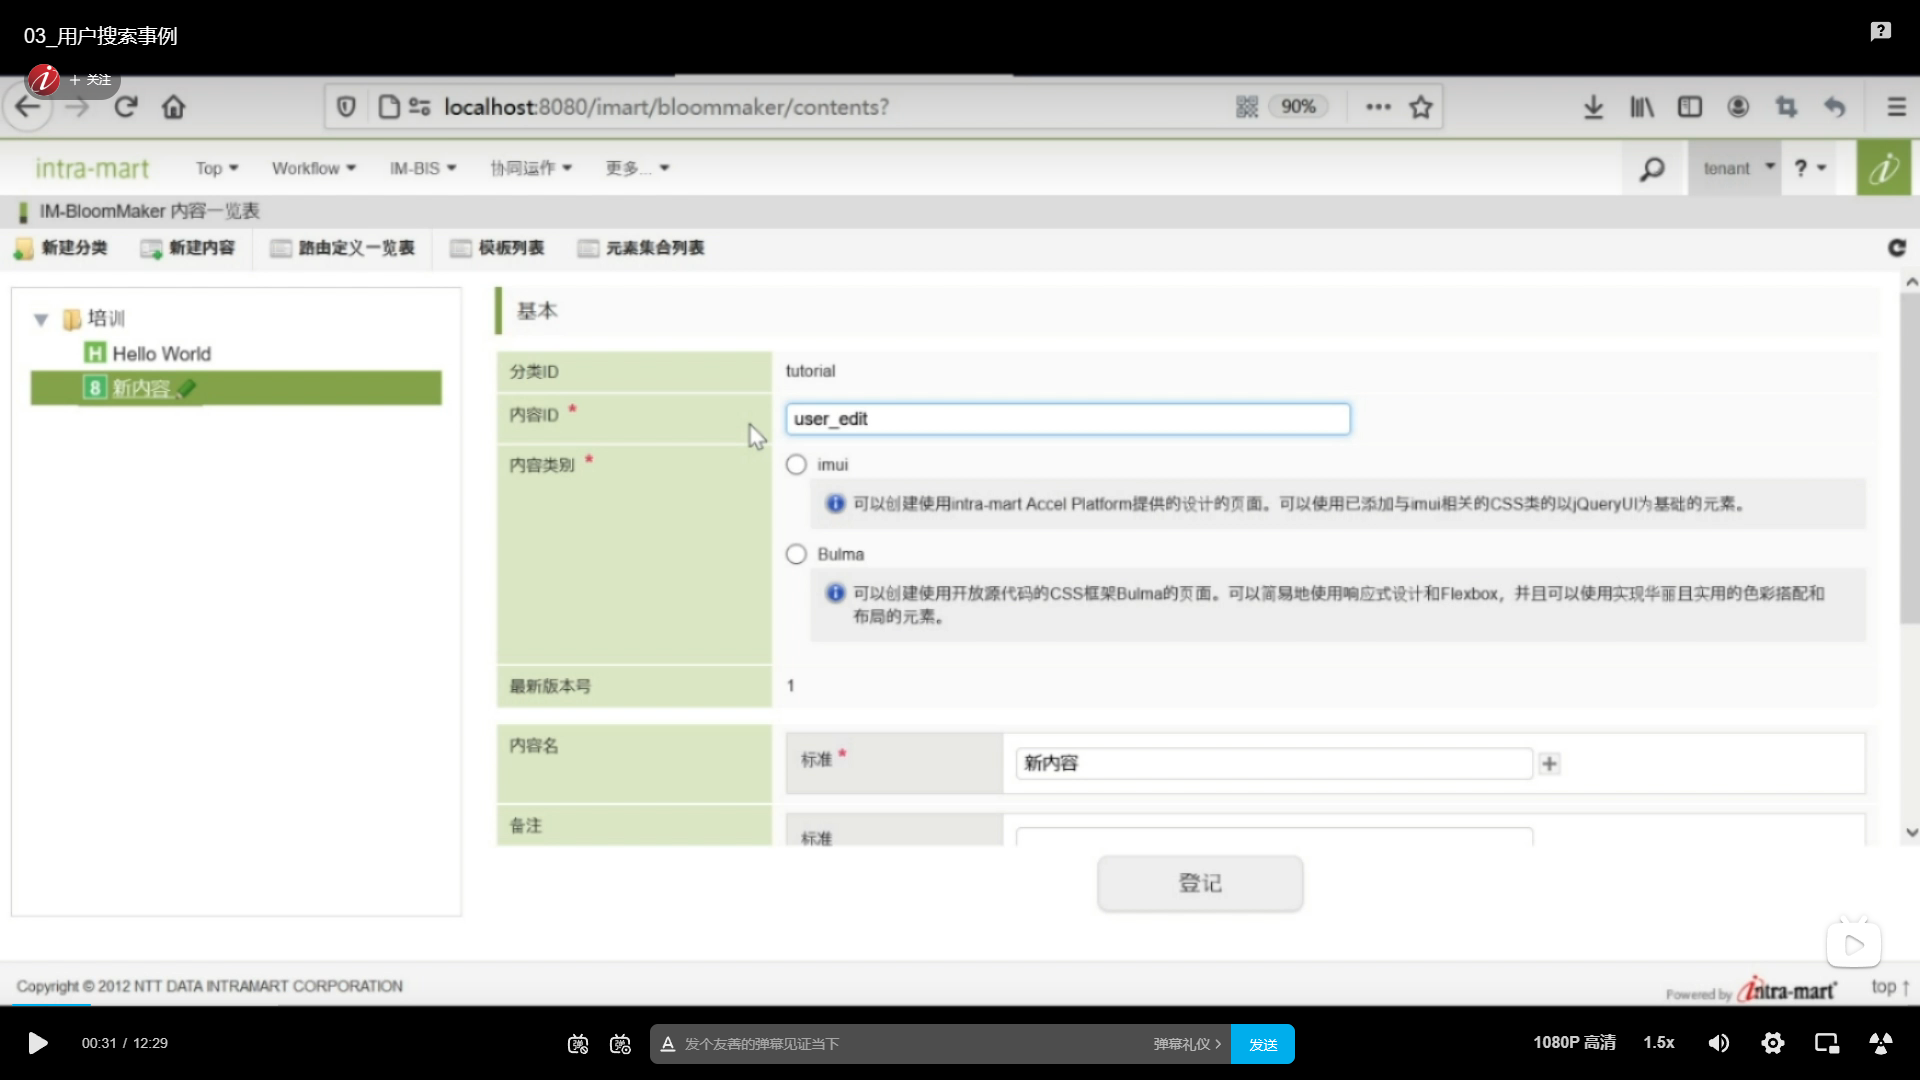 03_用户搜索事例
+ 关注
localhost:8080/imart/bloommaker/contents?
90%
intra-mart
Top
Workflow
IM-BIS
协同运作
更多...
tenant
?
IM-BloomMaker 内容一览表
新建分类
新建内容
路由定义一览表
模板列表
元素集合列表
培训
Hello World
新内容
基本
分类ID
tutorial
内容ID *
user_edit
内容类别 *
imui
可以创建使用intra-mart Accel Platform提供的设计的页面。可以使用已添加与imui相关的CSS类的以jQueryUI为基础的元素。
Bulma
可以创建使用开放源代码的CSS框架Bulma的页面。可以简易地使用响应式设计和Flexbox，并且可以使用实现华丽且实用的色彩搭配和
布局的元素。
最新版本号
1
内容名
标准 *
新内容
备注
标准
登记
Copyright © 2012 NTT DATA INTRAMART CORPORATION
Powered by intra-mart
top ↑
00:31 / 12:29
发个友善的弹幕见证当下
弹幕礼仪 >
发送
1080P 高清
1.5x